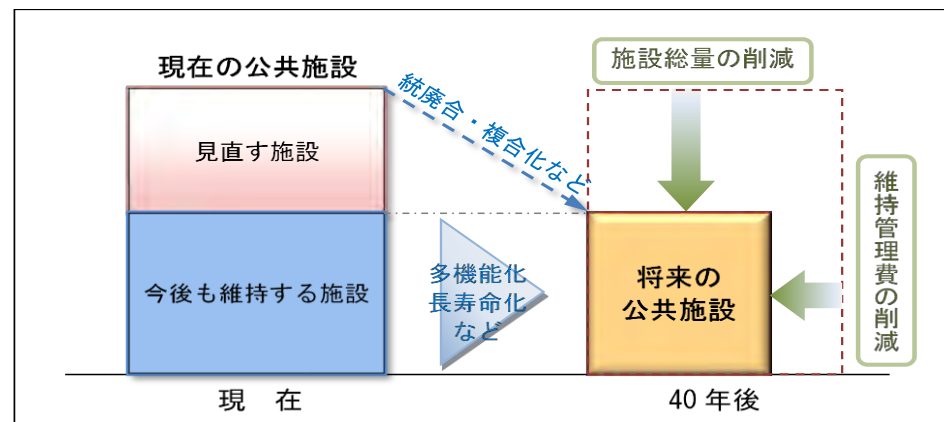 現在の公共施設
見直す施設
今後も維持する施設
統廃合・複合化など
多機能化
長寿命化
など
施設総量の削減
維持管理費の削減
将来の
公共施設
現　在
40 年後